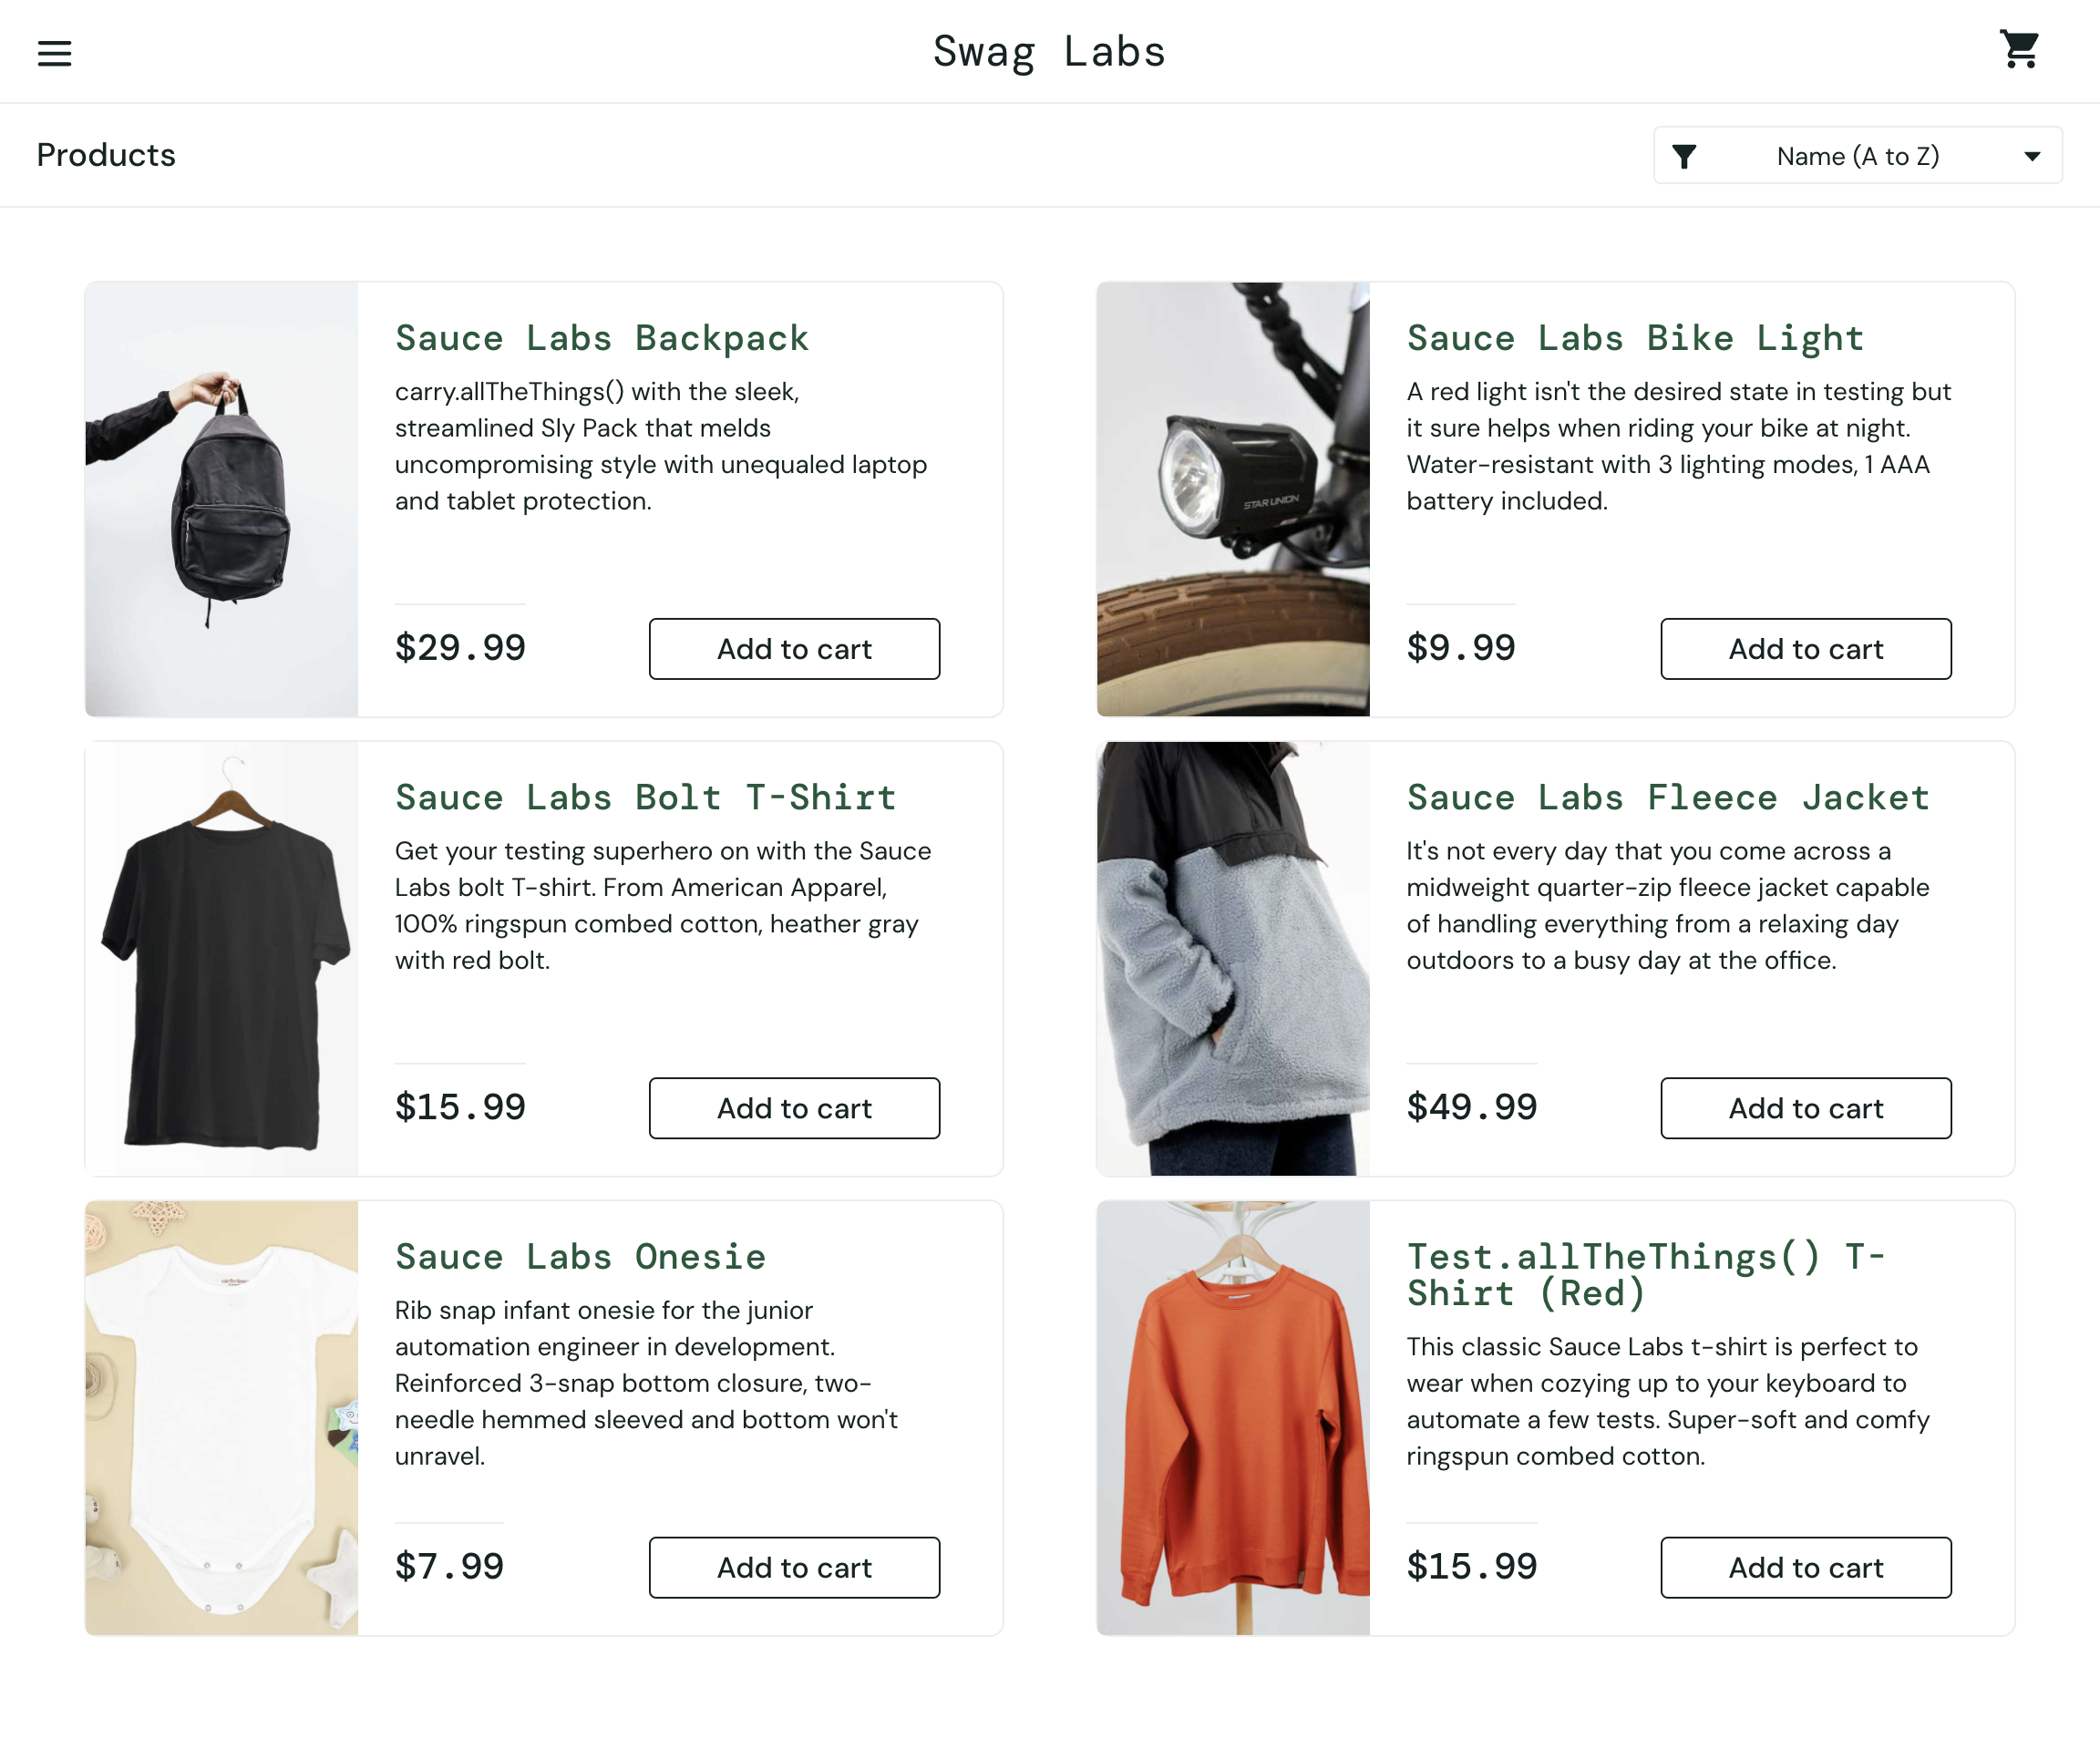 Swag Labs
Products
Name (A to Z)
Sauce Labs Backpack
carry.allTheThings() with the sleek,
streamlined Sly Pack that melds
uncompromising style with unequaled laptop
and tablet protection.
$29.99
Add to cart
Sauce Labs Bike Light
A red light isn't the desired state in testing but
it sure helps when riding your bike at night.
Water-resistant with 3 lighting modes, 1 AAA
battery included.
STAR UNION
$9.99
Add to cart
Sauce Labs Bolt T-Shirt
Get your testing superhero on with the Sauce
Labs bolt T-shirt. From American Apparel,
100% ringspun combed cotton, heather gray
with red bolt.
$15.99
Add to cart
Sauce Labs Fleece Jacket
It's not every day that you come across a
midweight quarter-zip fleece jacket capable
of handling everything from a relaxing day
outdoors to a busy day at the office.
$49.99
Add to cart
Sauce Labs Onesie
Rib snap infant onesie for the junior
automation engineer in development.
Reinforced 3-snap bottom closure, two-
needle hemmed sleeved and bottom won't
unravel.
$7.99
Add to cart
Test.allTheThings() T-
Shirt (Red)
This classic Sauce Labs t-shirt is perfect to
wear when cozying up to your keyboard to
automate a few tests. Super-soft and comfy
ringspun combed cotton.
$15.99
Add to cart